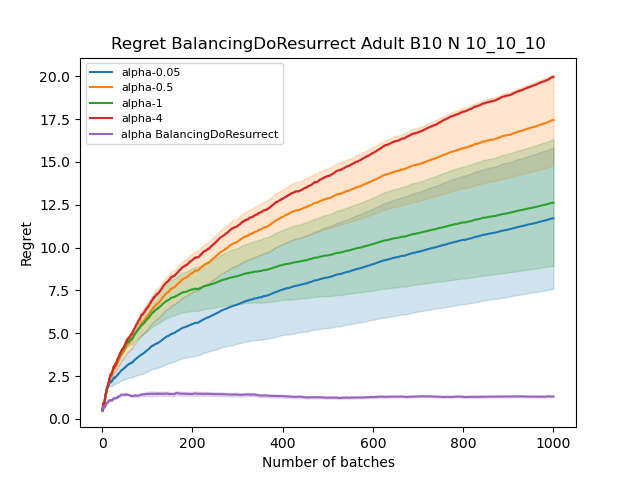 Regret BalancingDoResurrect Adult B10 N 10_10_10
alpha-0.05
alpha-0.5
alpha-1
alpha-4
alpha BalancingDoResurrect
20.0
17.5
15.0
12.5
10.0
7.5
5.0
2.5
0.0
Regret
0 200 400 600 800 1000
Number of batches